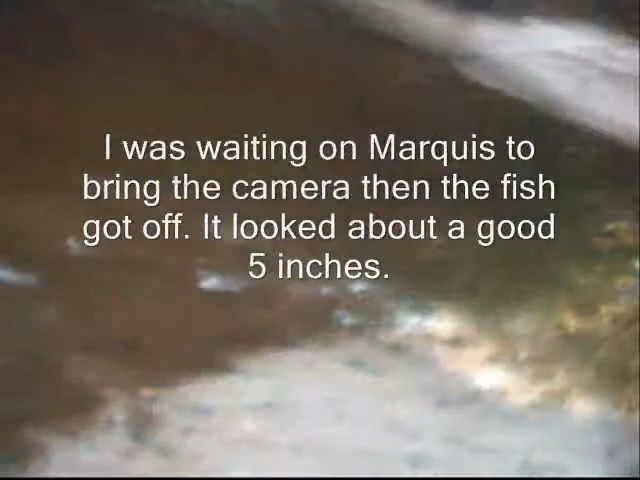 I was waiting on Marquis to
bring the camera then the fish
got off. It looked about a good
5 inches.